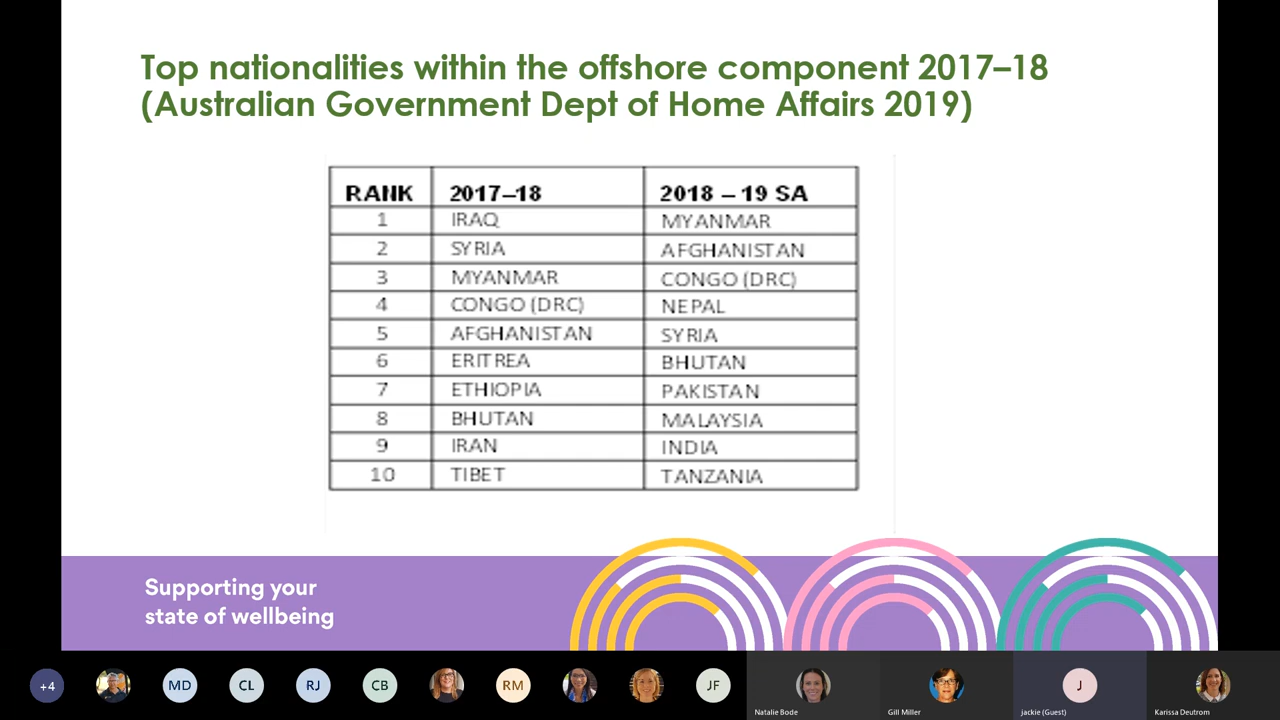 Top nationalities within the offshore component 2017–18
(Australian Government Dept of Home Affairs 2019)
RANK 2017–18 2018 – 19 SA
1 IRAQ MYANMAR
2 SYRIA AFGHANISTAN
3 MYANMAR CONGO (DRC)
4 CONGO (DRC) NEPAL
5 AFGHANISTAN SYRIA
6 ERITREA BHUTAN
7 ETHIOPIA PAKISTAN
8 BHUTAN MALAYSIA
9 IRAN INDIA
10 TIBET TANZANIA
Supporting your
state of wellbeing
+4 MD CL RJ CB RM JF J
Natalie Bode Gill Miller jackie (Guest) Karissa Deutrom